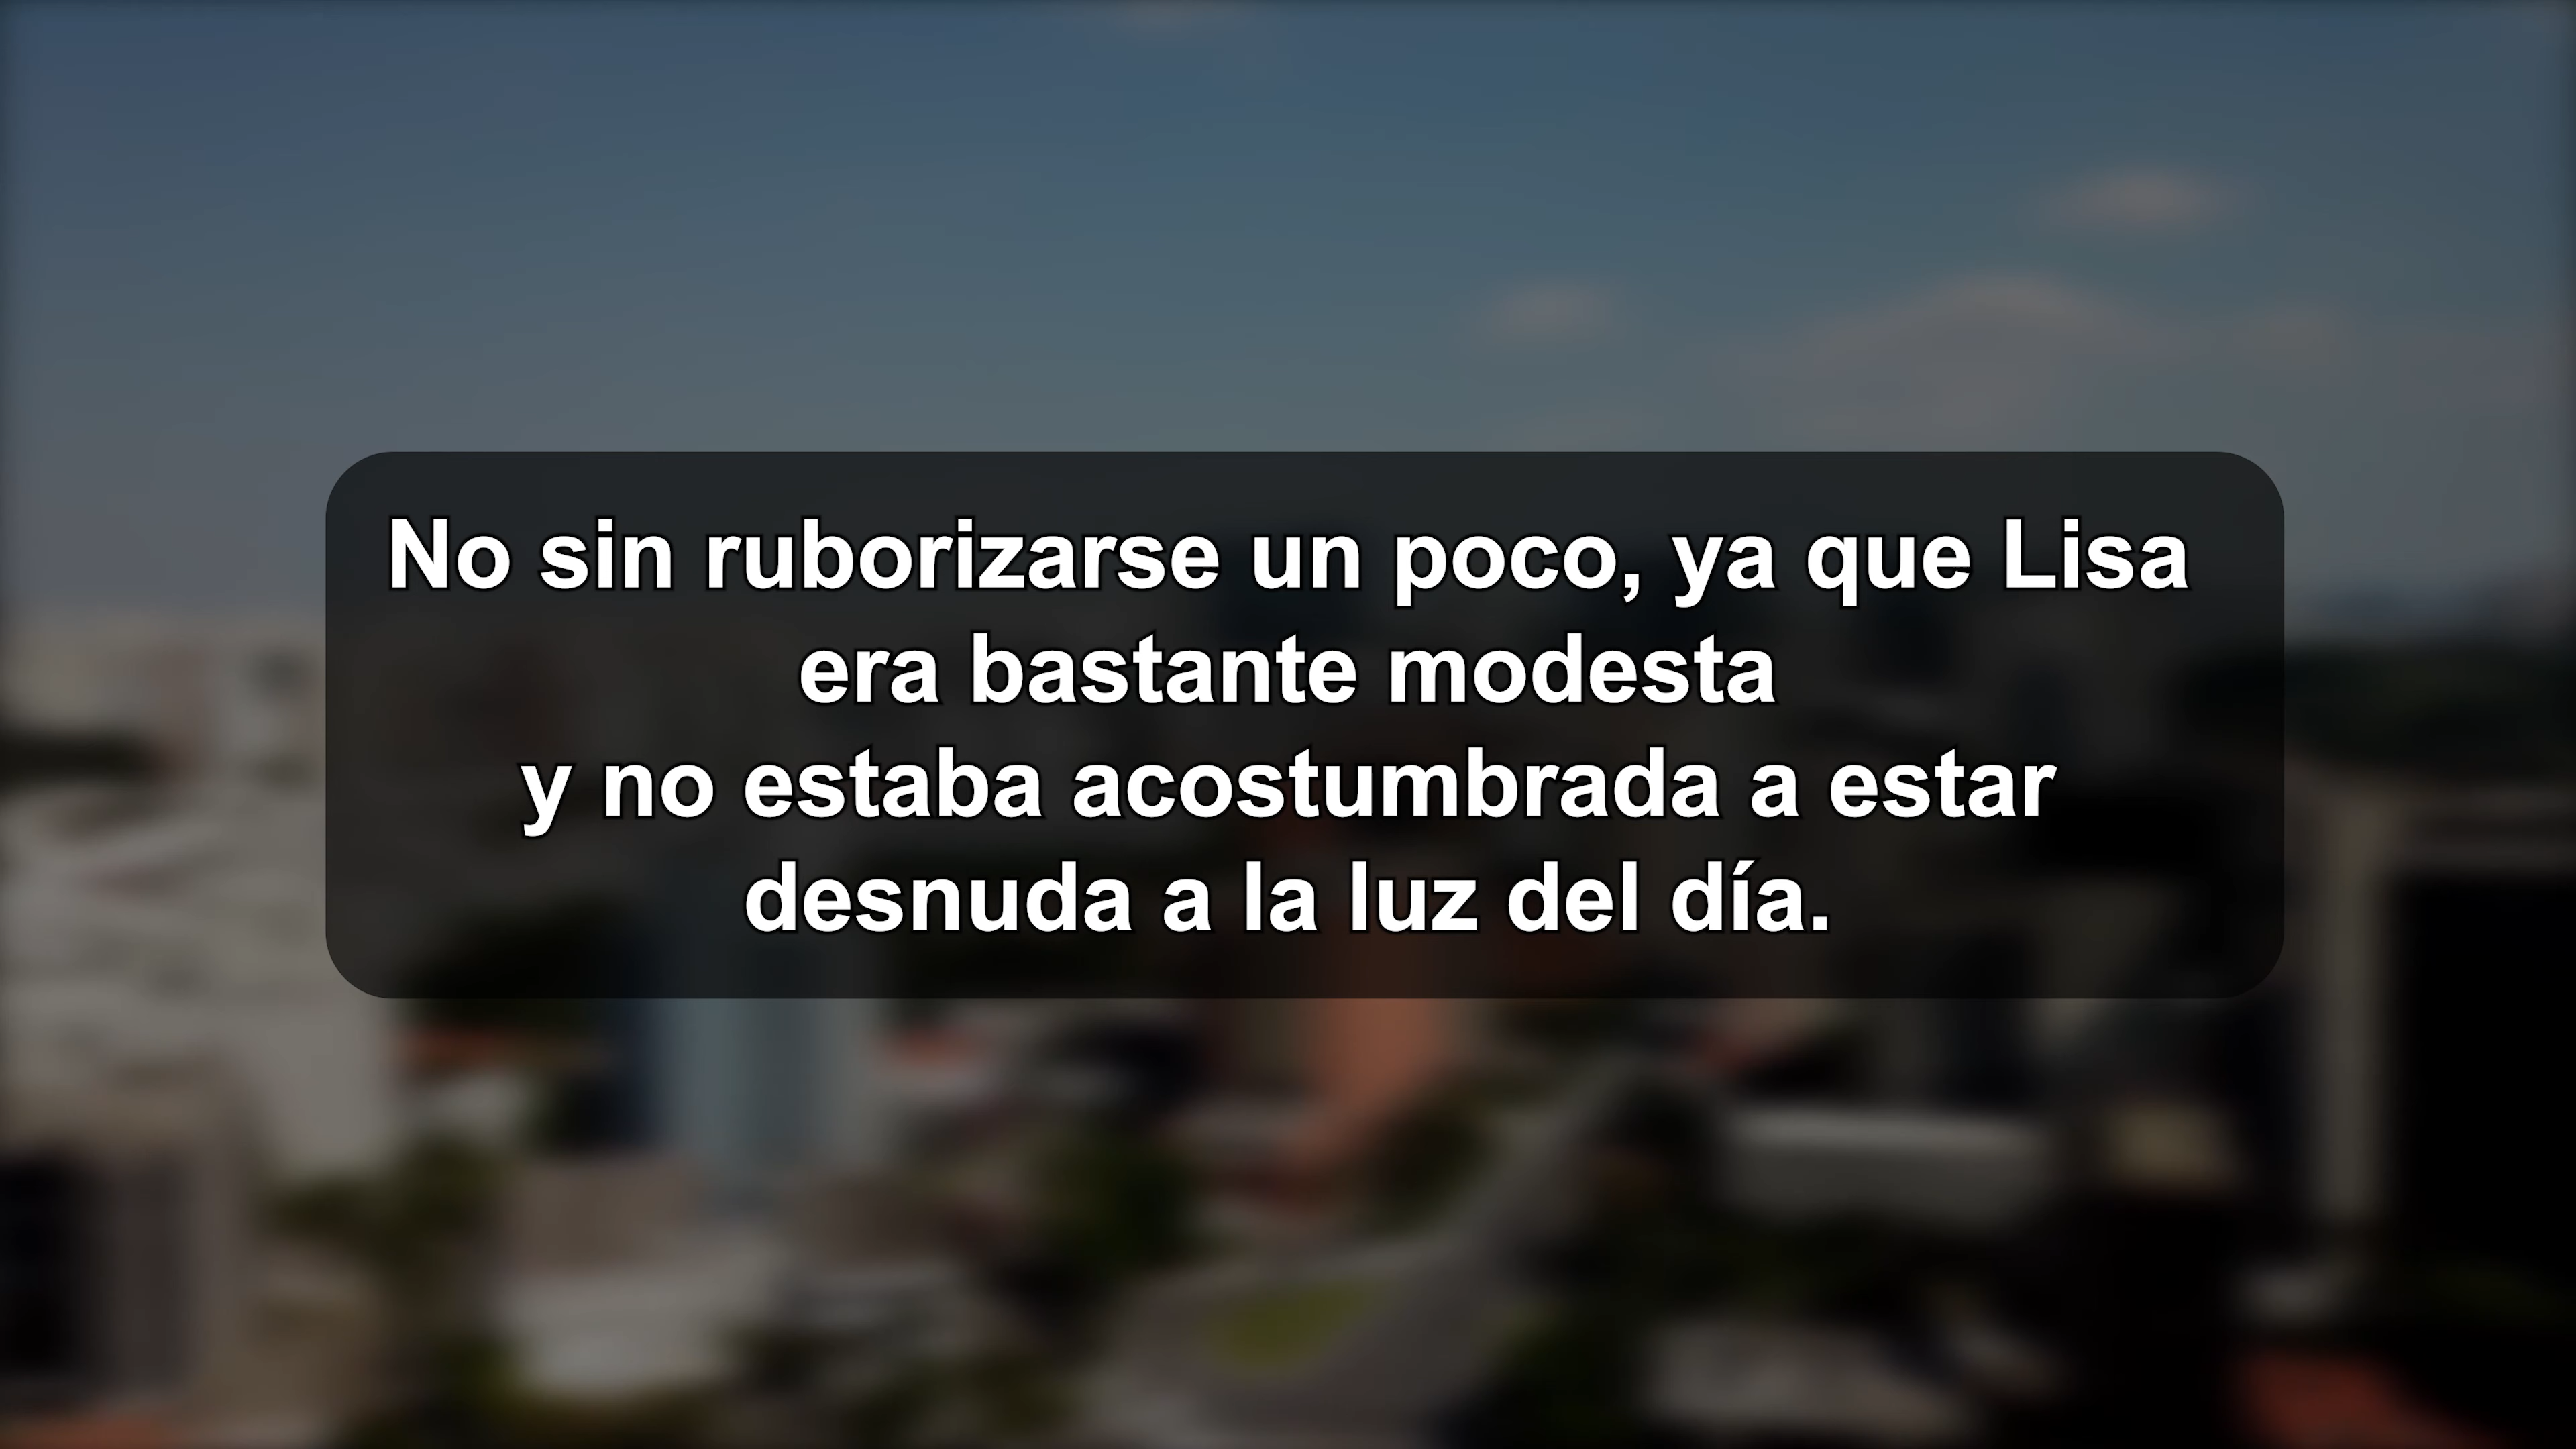 No sin ruborizarse un poco, ya que Lisa
era bastante modesta
y no estaba acostumbrada a estar
desnuda a la luz del día.